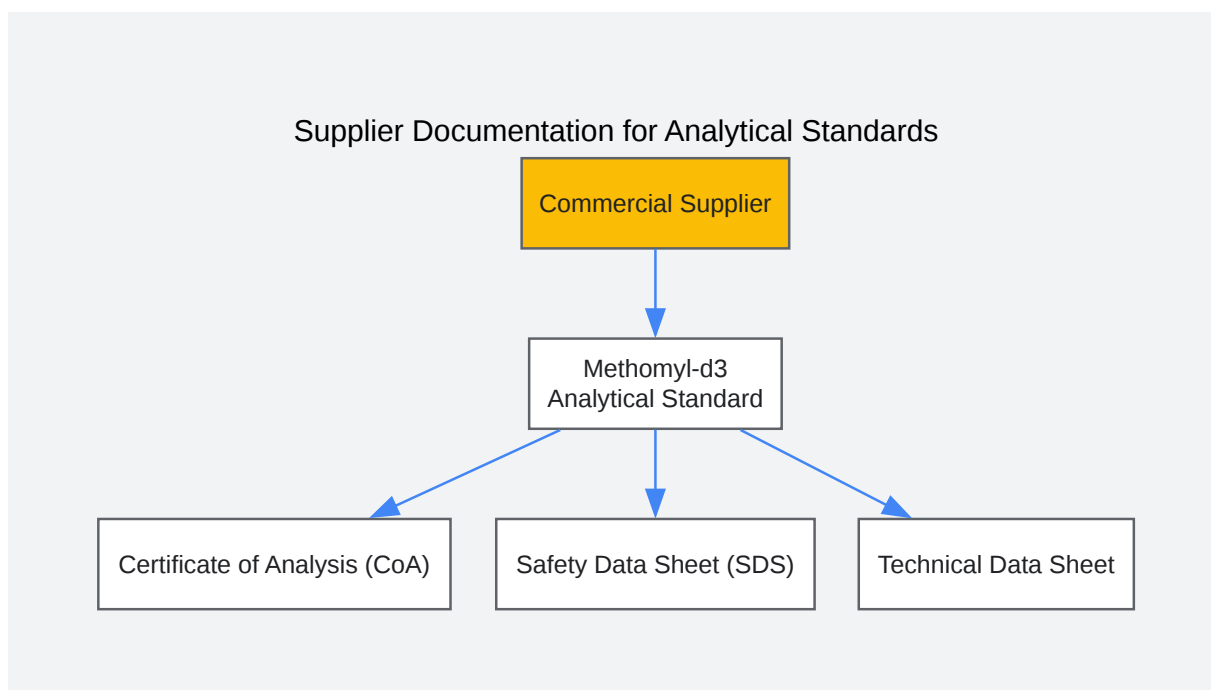 Supplier Documentation for Analytical Standards
Commercial Supplier
Methomyl-d3
Analytical Standard
Certificate of Analysis (CoA)
Safety Data Sheet (SDS)
Technical Data Sheet